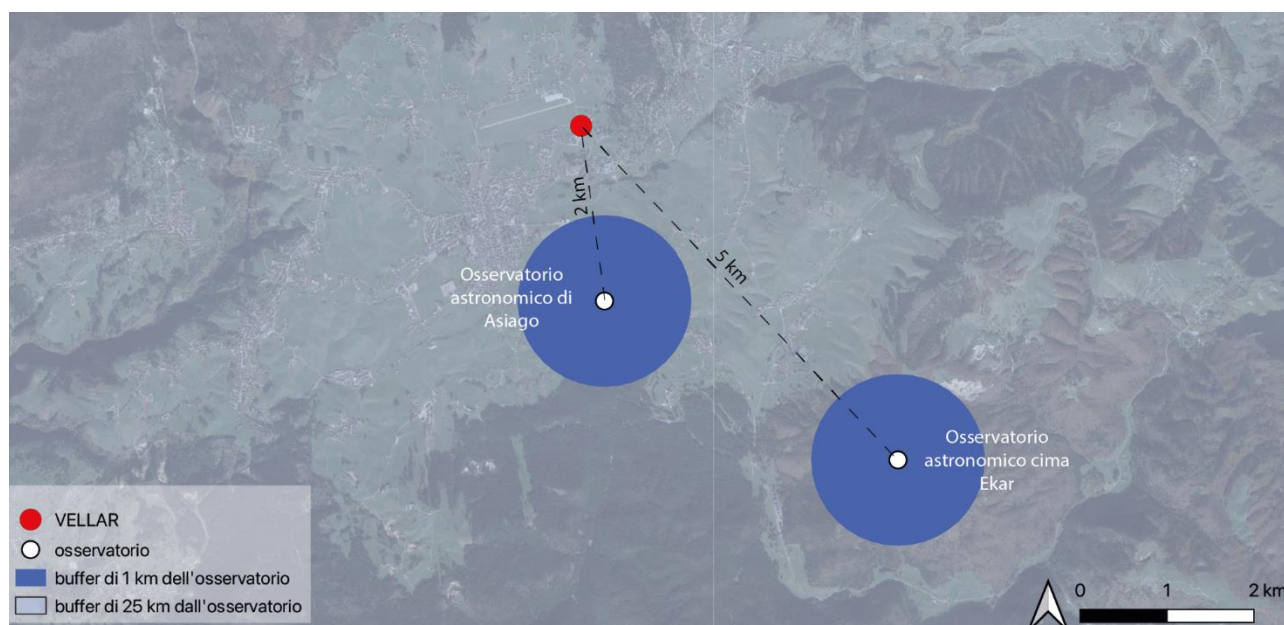 2 km
5 km
Osservatorio
astronomico di
Asiago
Osservatorio
astronomico cima
Ekar
VELLAR
osservatorio
buffer di 1 km dell'osservatorio
buffer di 25 km dall'osservatorio
0 1 2 km